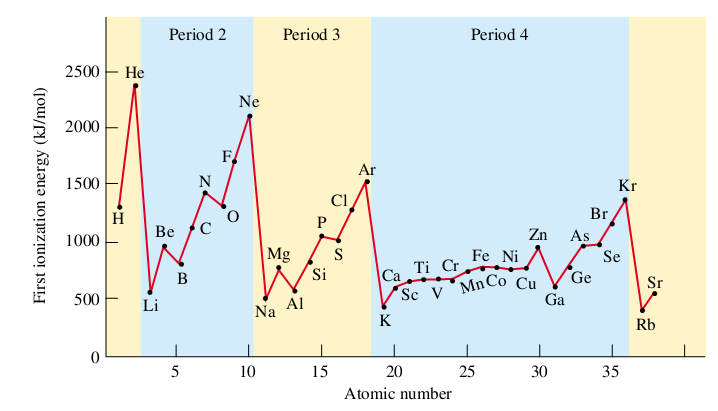 Period 2
Period 3
Period 4
First ionization energy (kJ/mol)
2500
2000
1500
1000
500
0
H
He
Li
Be
B
C
N
O
F
Ne
Na
Mg
Al
Si
P
S
Cl
Ar
K
Ca
Sc
Ti
V
Cr
Mn
Fe
Co
Ni
Cu
Zn
Ga
Ge
As
Se
Br
Kr
Rb
Sr
5
10
15
20
25
30
35
Atomic number